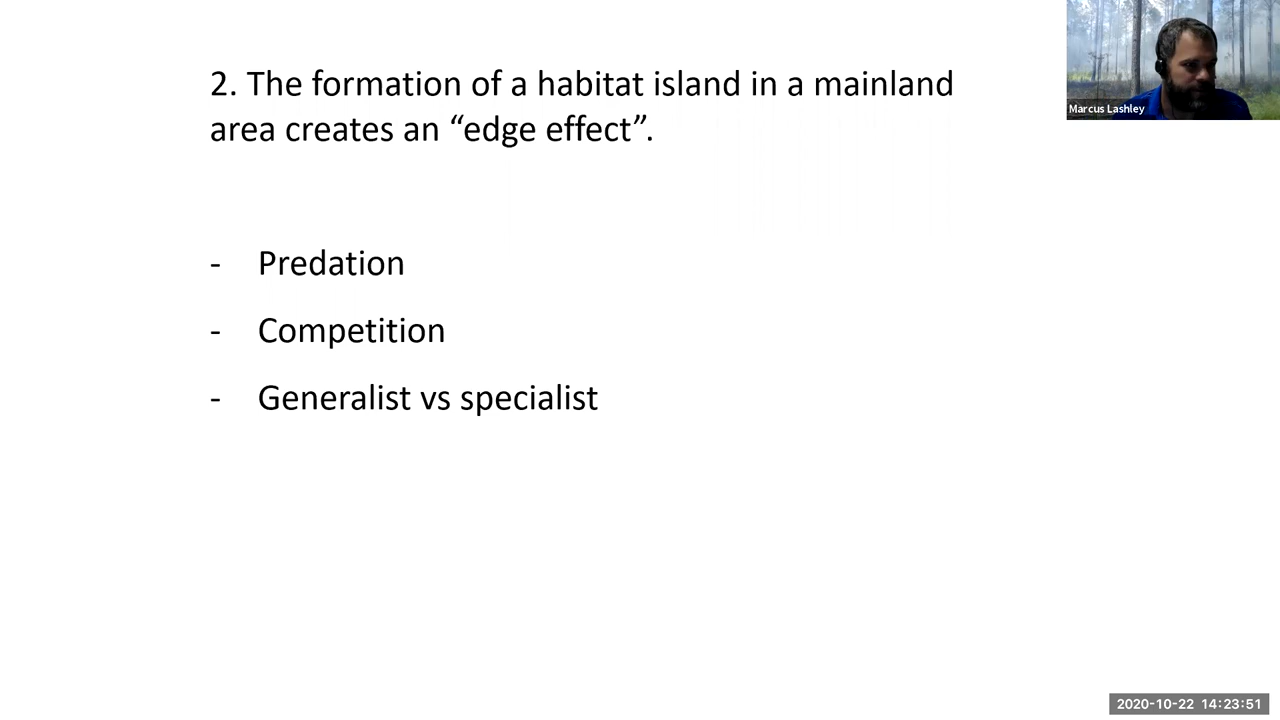 2. The formation of a habitat island in a mainland
area creates an “edge effect”.
- Predation
- Competition
- Generalist vs specialist
Marcus Lashley
2020-10-22 14:23:51